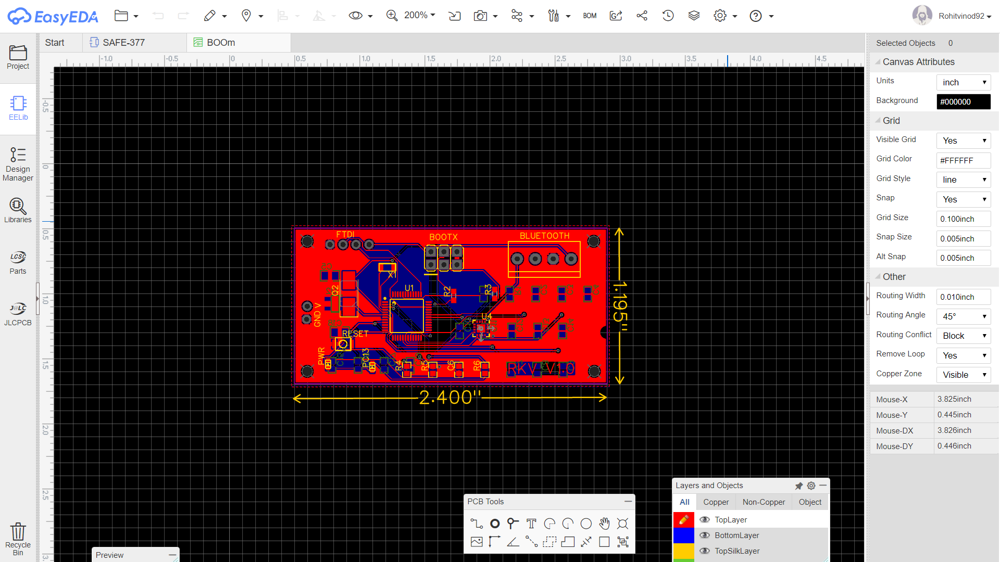 EasyEDA
200%
BOM
Rohitvinod92
Start
SAFE-377
BOOm
Selected Objects 0
Canvas Attributes
Units inch
Background #000000
Grid
Visible Grid Yes
Grid Color #FFFFFF
Grid Style line
Snap Yes
Grid Size 0.100inch
Snap Size 0.005inch
Alt Snap 0.005inch
Other
Routing Width 0.010inch
Routing Angle 45°
Routing Conflict Block
Remove Loop Yes
Copper Zone Visible
Mouse-X 3.825inch
Mouse-Y 0.445inch
Mouse-DX 3.826inch
Mouse-DY 0.446inch
Project
EELib
Design
Manager
Libraries
LCSC
Parts
J@LC
JLCPCB
Recycle
Bin
-1.0 -0.5 0 0.5 1.0 1.5 2.0 2.5 3.0 3.5 4.0 4.5
-0.5
0
0.5
1.0
1.5
2.0
2.5
3.
FTDI
BOOTX
BLUETOOTH
X1
U1
Q2
R2
R3
GND V
U4
RESET
PWR
PC13
R4
R5
C6
R6
RKV V1.0
1.195"
2.400"
PCB Tools
Layers and Objects
All Copper Non-Copper Object
TopLayer
BottomLayer
TopSilkLayer
Preview